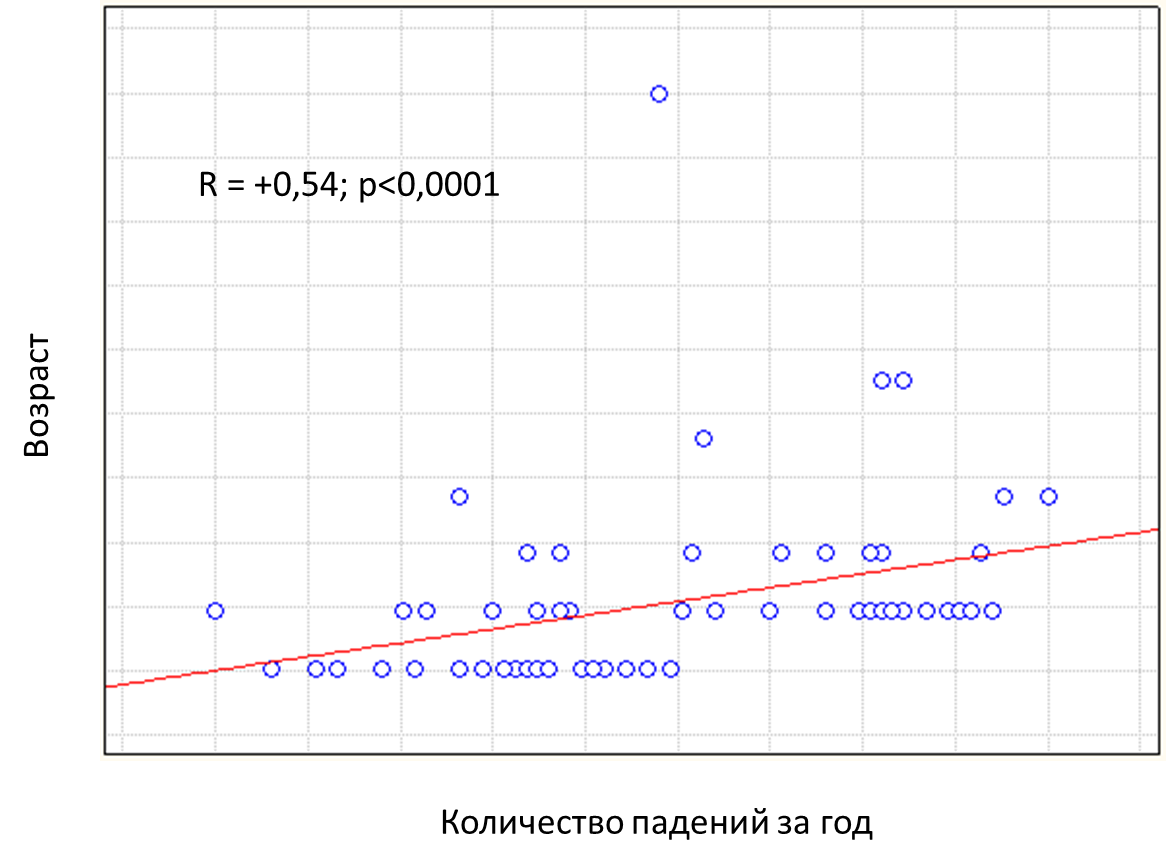 R = +0,54; p<0,0001
Возраст
Количество падений за год